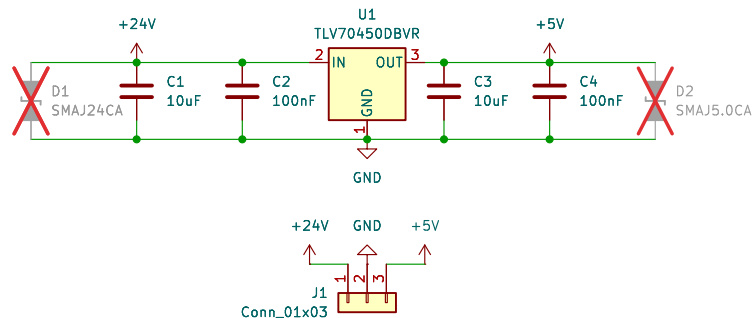 U1
+24V
TLV70450DBVR
+5V
2
3
IN
OUT
D1
SMAJ24CA
C1
10uF
C2
100nF
GND
C3
10uF
C4
100nF
D2
SMAJ5.0CA
1
GND
+24V
GND
+5V
1
2
3
J1
Conn_01x03